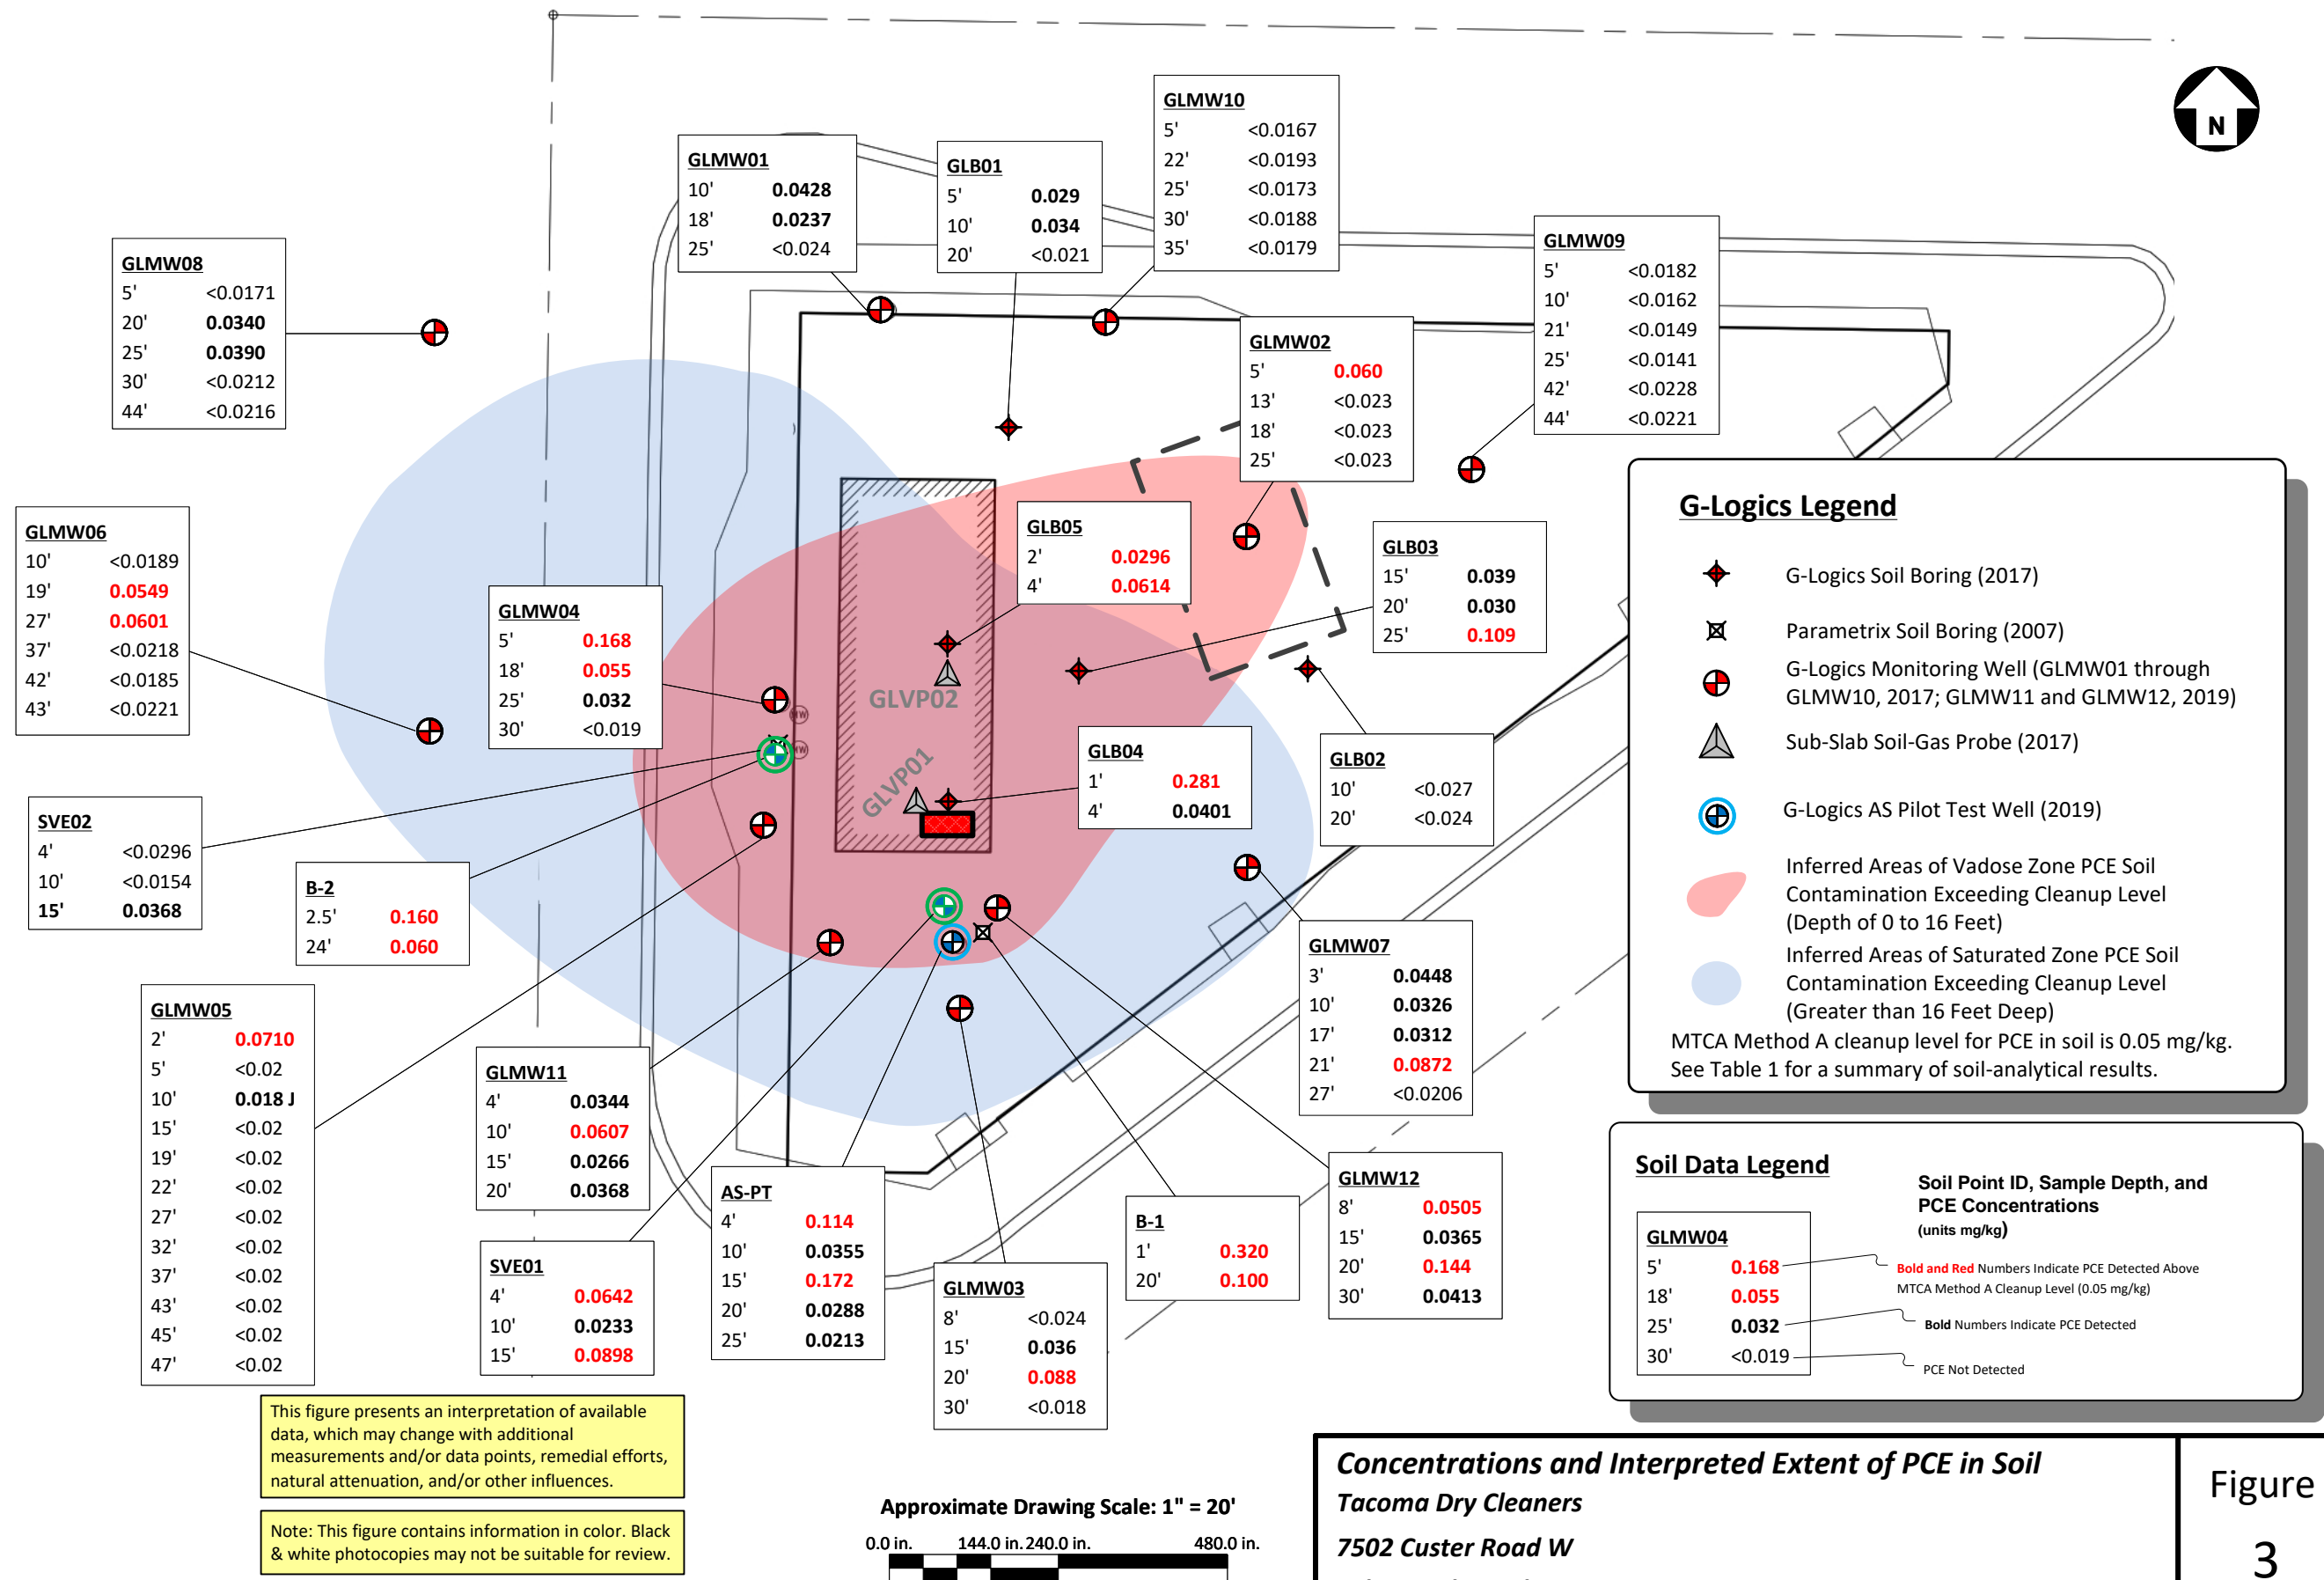 N
GLMW10
5' <0.0167
22' <0.0193
25' <0.0173
30' <0.0188
35' <0.0179
GLMW01
10' 0.0428
18' 0.0237
25' <0.024
GLB01
5' 0.029
10' 0.034
20' <0.021
GLMW09
5' <0.0182
10' <0.0162
21' <0.0149
25' <0.0141
42' <0.0228
44' <0.0221
GLMW08
5' <0.0171
20' 0.0340
25' 0.0390
30' <0.0212
44' <0.0216
GLMW02
5' 0.060
13' <0.023
18' <0.023
25' <0.023
GLMW06
10' <0.0189
19' 0.0549
27' 0.0601
37' <0.0218
42' <0.0185
43' <0.0221
GLB05
2' 0.0296
4' 0.0614
GLB03
15' 0.039
20' 0.030
25' 0.109
GLMW04
5' 0.168
18' 0.055
25' 0.032
30' <0.019
GLVP02
GLVP01
MW
MW
GLB04
1' 0.281
4' 0.0401
GLB02
10' <0.027
20' <0.024
SVE02
4' <0.0296
10' <0.0154
15' 0.0368
B-2
2.5' 0.160
24' 0.060
GLMW07
3' 0.0448
10' 0.0326
17' 0.0312
21' 0.0872
27' <0.0206
GLMW05
2' 0.0710
5' <0.02
10' 0.018 J
15' <0.02
19' <0.02
22' <0.02
27' <0.02
32' <0.02
37' <0.02
43' <0.02
45' <0.02
47' <0.02
GLMW11
4' 0.0344
10' 0.0607
15' 0.0266
20' 0.0368
SVE01
4' 0.0642
10' 0.0233
15' 0.0898
AS-PT
4' 0.114
10' 0.0355
15' 0.172
20' 0.0288
25' 0.0213
GLMW03
8' <0.024
15' 0.036
20' 0.088
30' <0.018
B-1
1' 0.320
20' 0.100
GLMW12
8' 0.0505
15' 0.0365
20' 0.144
30' 0.0413
G-Logics Legend
G-Logics Soil Boring (2017)
Parametrix Soil Boring (2007)
G-Logics Monitoring Well (GLMW01 through
GLMW10, 2017; GLMW11 and GLMW12, 2019)
Sub-Slab Soil-Gas Probe (2017)
G-Logics AS Pilot Test Well (2019)
Inferred Areas of Vadose Zone PCE Soil
Contamination Exceeding Cleanup Level
(Depth of 0 to 16 Feet)
Inferred Areas of Saturated Zone PCE Soil
Contamination Exceeding Cleanup Level
(Greater than 16 Feet Deep)
MTCA Method A cleanup level for PCE in soil is 0.05 mg/kg.
See Table 1 for a summary of soil-analytical results.
Soil Data Legend
Soil Point ID, Sample Depth, and
PCE Concentrations
(units mg/kg)
GLMW04
5' 0.168
18' 0.055
25' 0.032
30' <0.019
Bold and Red Numbers Indicate PCE Detected Above
MTCA Method A Cleanup Level (0.05 mg/kg)
Bold Numbers Indicate PCE Detected
PCE Not Detected
This figure presents an interpretation of available
data, which may change with additional
measurements and/or data points, remedial efforts,
natural attenuation, and/or other influences.
Note: This figure contains information in color. Black
& white photocopies may not be suitable for review.
Approximate Drawing Scale: 1" = 20'
0.0 in. 144.0 in. 240.0 in. 480.0 in.
Concentrations and Interpreted Extent of PCE in Soil
Tacoma Dry Cleaners
7502 Custer Road W
Figure
3